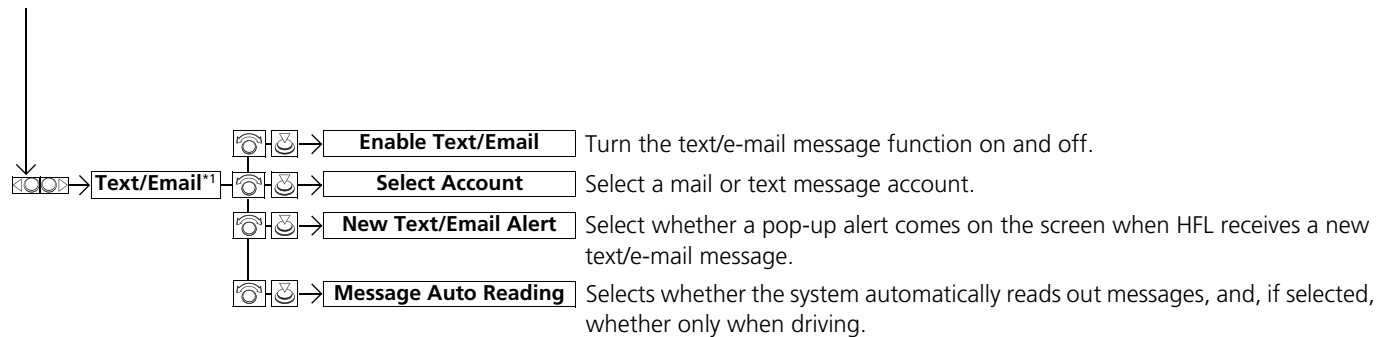 Enable Text/Email Turn the text/e-mail message function on and off.
Text/Email*1 Select Account Select a mail or text message account.
New Text/Email Alert Select whether a pop-up alert comes on the screen when HFL receives a new
text/e-mail message.
Message Auto Reading Selects whether the system automatically reads out messages, and, if selected,
whether only when driving.